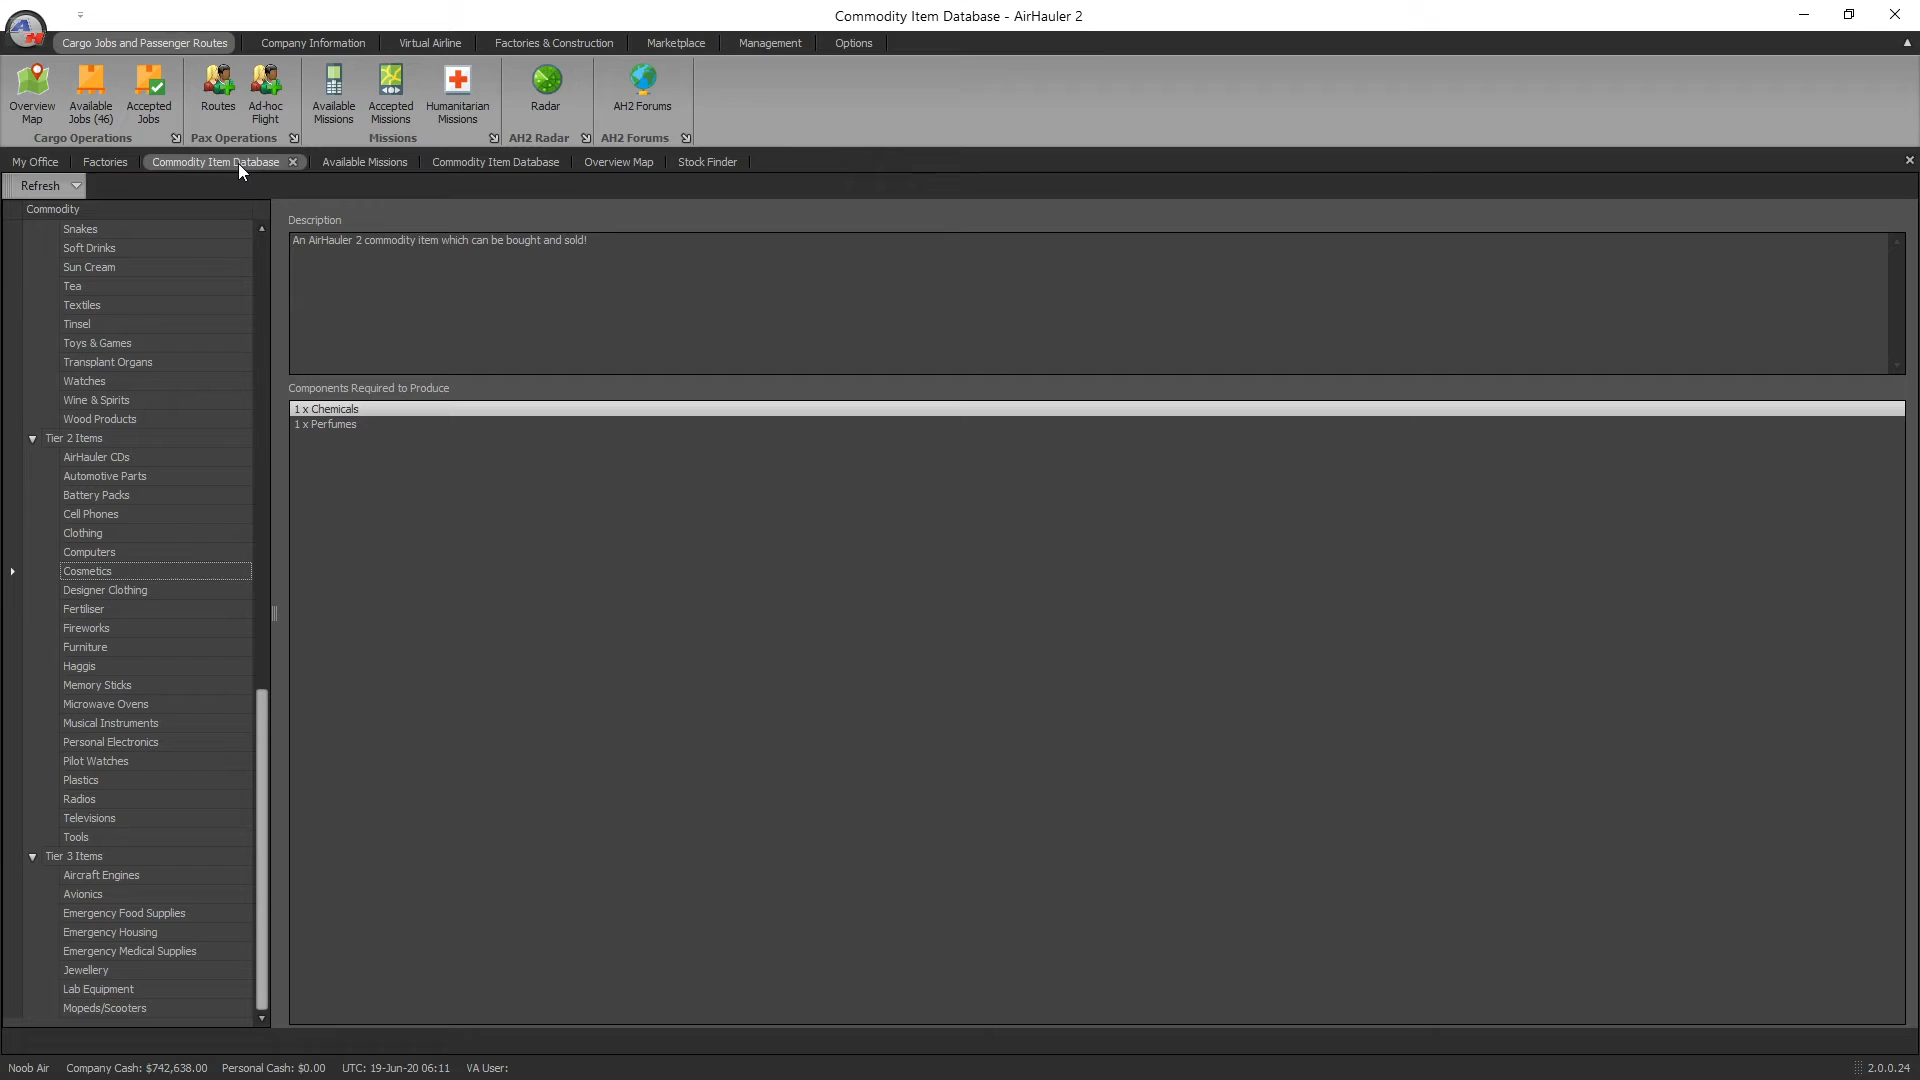 Commodity Item Database - AirHauler 2
Cargo Jobs and Passenger Routes Company Information Virtual Airline Factories & Construction Marketplace Management Options
Overview Map Available Jobs (46) Accepted Jobs Routes Ad-hoc Flight Available Missions Accepted Missions Humanitarian Missions Radar AH2 Forums
Cargo Operations Pax Operations Missions AH2 Radar AH2 Forums
My Office Factories Commodity Item Database Available Missions Commodity Item Database Overview Map Stock Finder
Refresh
Commodity
Snakes
Soft Drinks
Sun Cream
Tea
Textiles
Tinsel
Toys & Games
Transplant Organs
Watches
Wine & Spirits
Wood Products
Tier 2 Items
AirHauler CDs
Automotive Parts
Battery Packs
Cell Phones
Clothing
Computers
Cosmetics
Designer Clothing
Fertiliser
Fireworks
Furniture
Haggis
Memory Sticks
Microwave Ovens
Musical Instruments
Personal Electronics
Pilot Watches
Plastics
Radios
Televisions
Tools
Tier 3 Items
Aircraft Engines
Avionics
Emergency Food Supplies
Emergency Housing
Emergency Medical Supplies
Jewellery
Lab Equipment
Mopeds/Scooters
Description
An AirHauler 2 commodity item which can be bought and sold!
Components Required to Produce
1 x Chemicals
1 x Perfumes
Noob Air Company Cash: $742,638.00 Personal Cash: $0.00 UTC: 19-Jun-20 06:11 VA User: 2.0.0.24